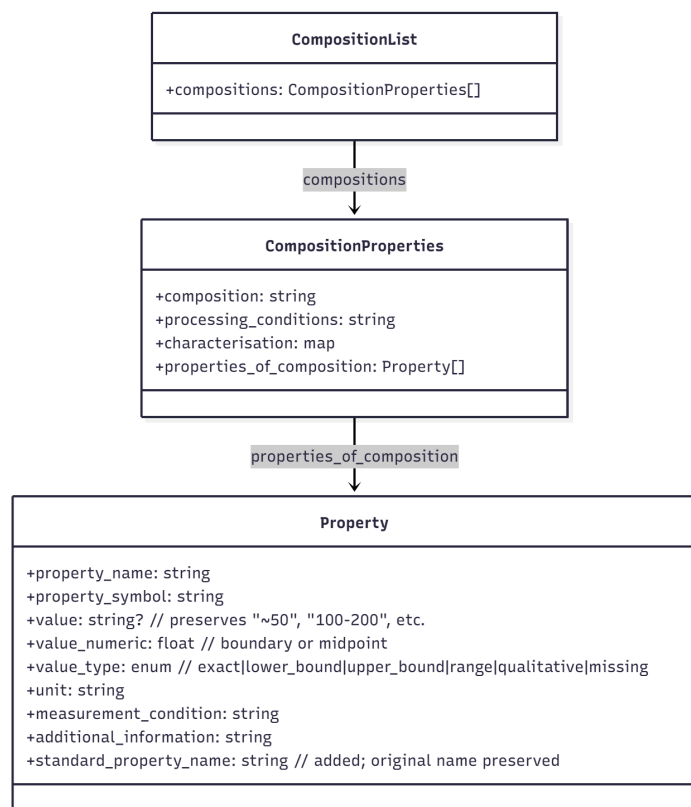 CompositionList
+compositions: CompositionProperties[]
compositions
CompositionProperties
+composition: string
+processing_conditions: string
+characterisation: map
+properties_of_composition: Property[]
properties_of_composition
Property
+property_name: string
+property_symbol: string
+value: string? // preserves "~50", "100-200", etc.
+value_numeric: float // boundary or midpoint
+value_type: enum // exact|lower_bound|upper_bound|range|qualitative|missing
+unit: string
+measurement_condition: string
+additional_information: string
+standard_property_name: string // added; original name preserved